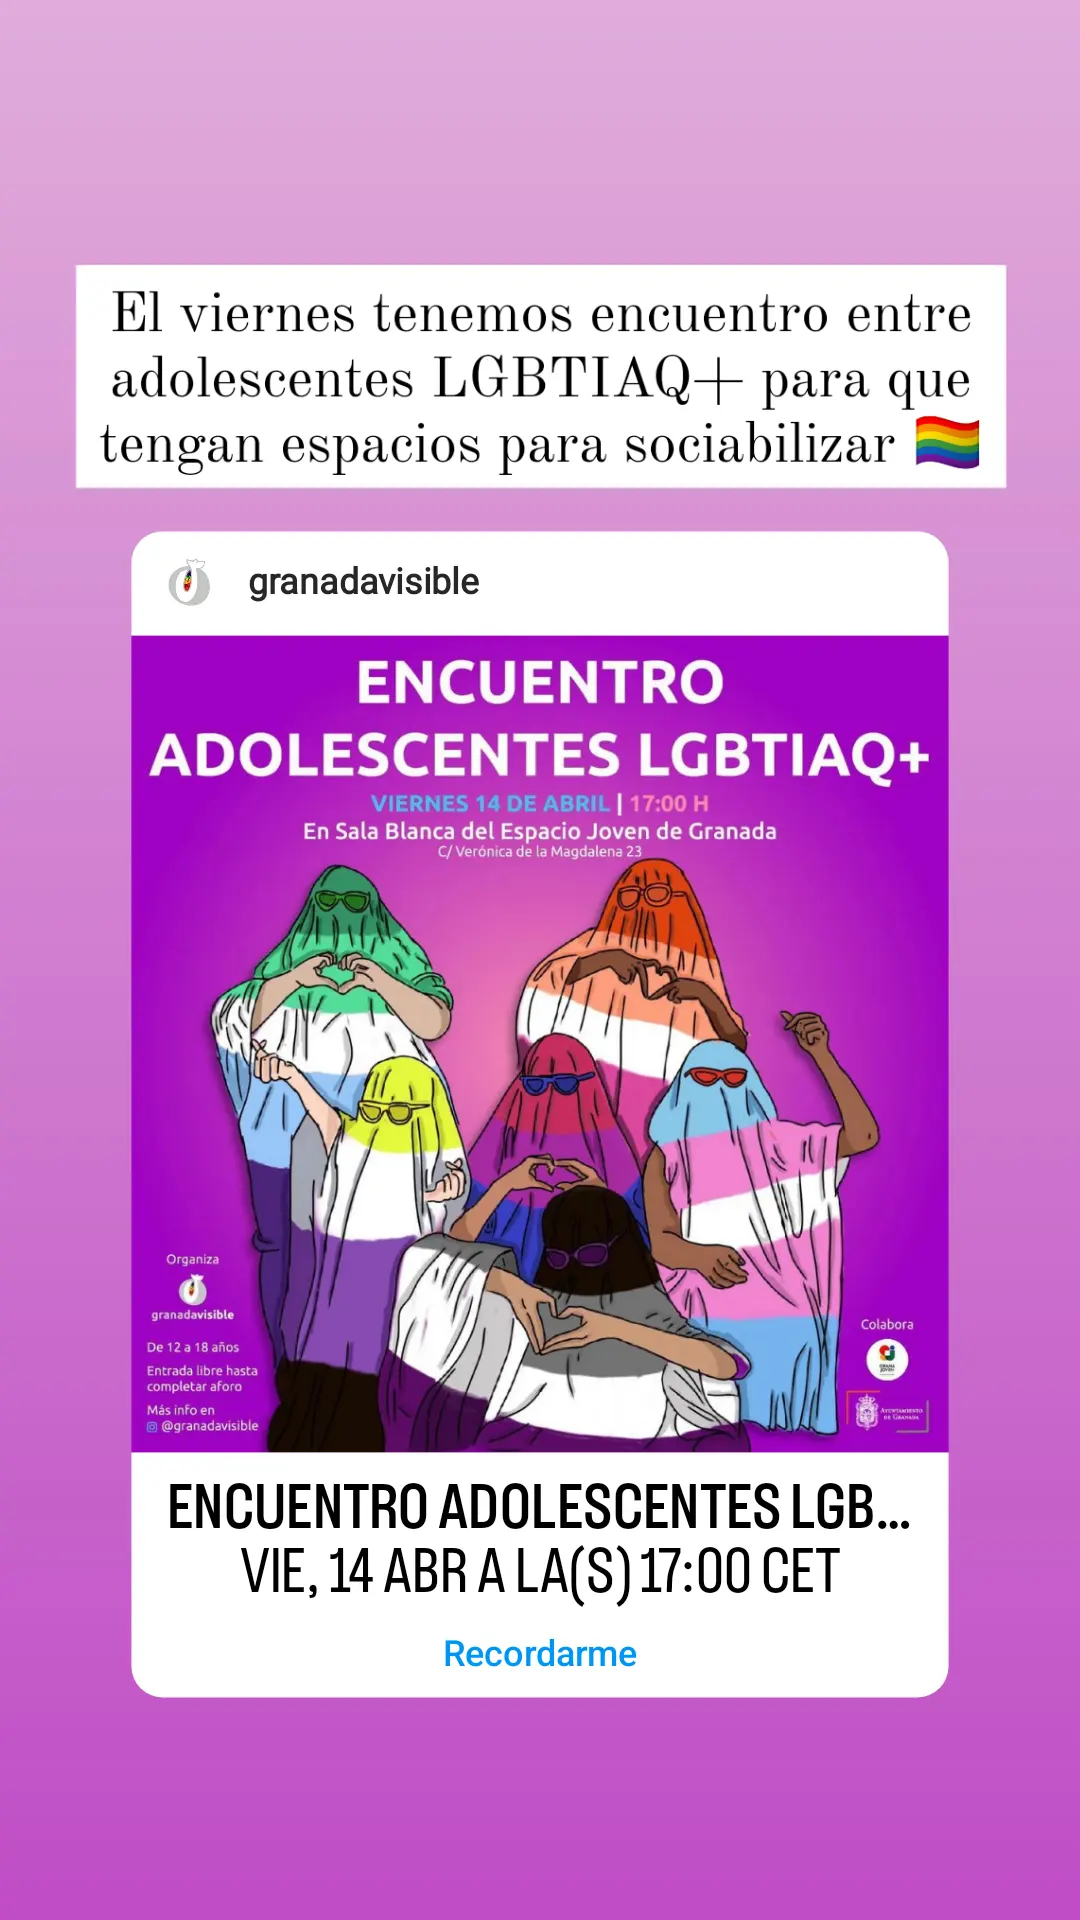 El viernes tenemos encuentro entre
adolescentes LGBTIAQ+ para que
tengan espacios para sociabilizar 🏳️‍🌈
granadavisible
ENCUENTRO
ADOLESCENTES LGBTIAQ+
VIERNES 14 DE ABRIL | 17:00 H
En Sala Blanca del Espacio Joven de Granada
C/ Verónica de la Magdalena 23
Organiza
granadavisible
De 12 a 18 años
Entrada libre hasta
completar aforo
Más info en
@granadavisible
Colabora
AYUNTAMIENTO
DE GRANADA
ENCUENTRO ADOLESCENTES LGB...
VIE, 14 ABR A LA(S) 17:00 CET
Recordarme